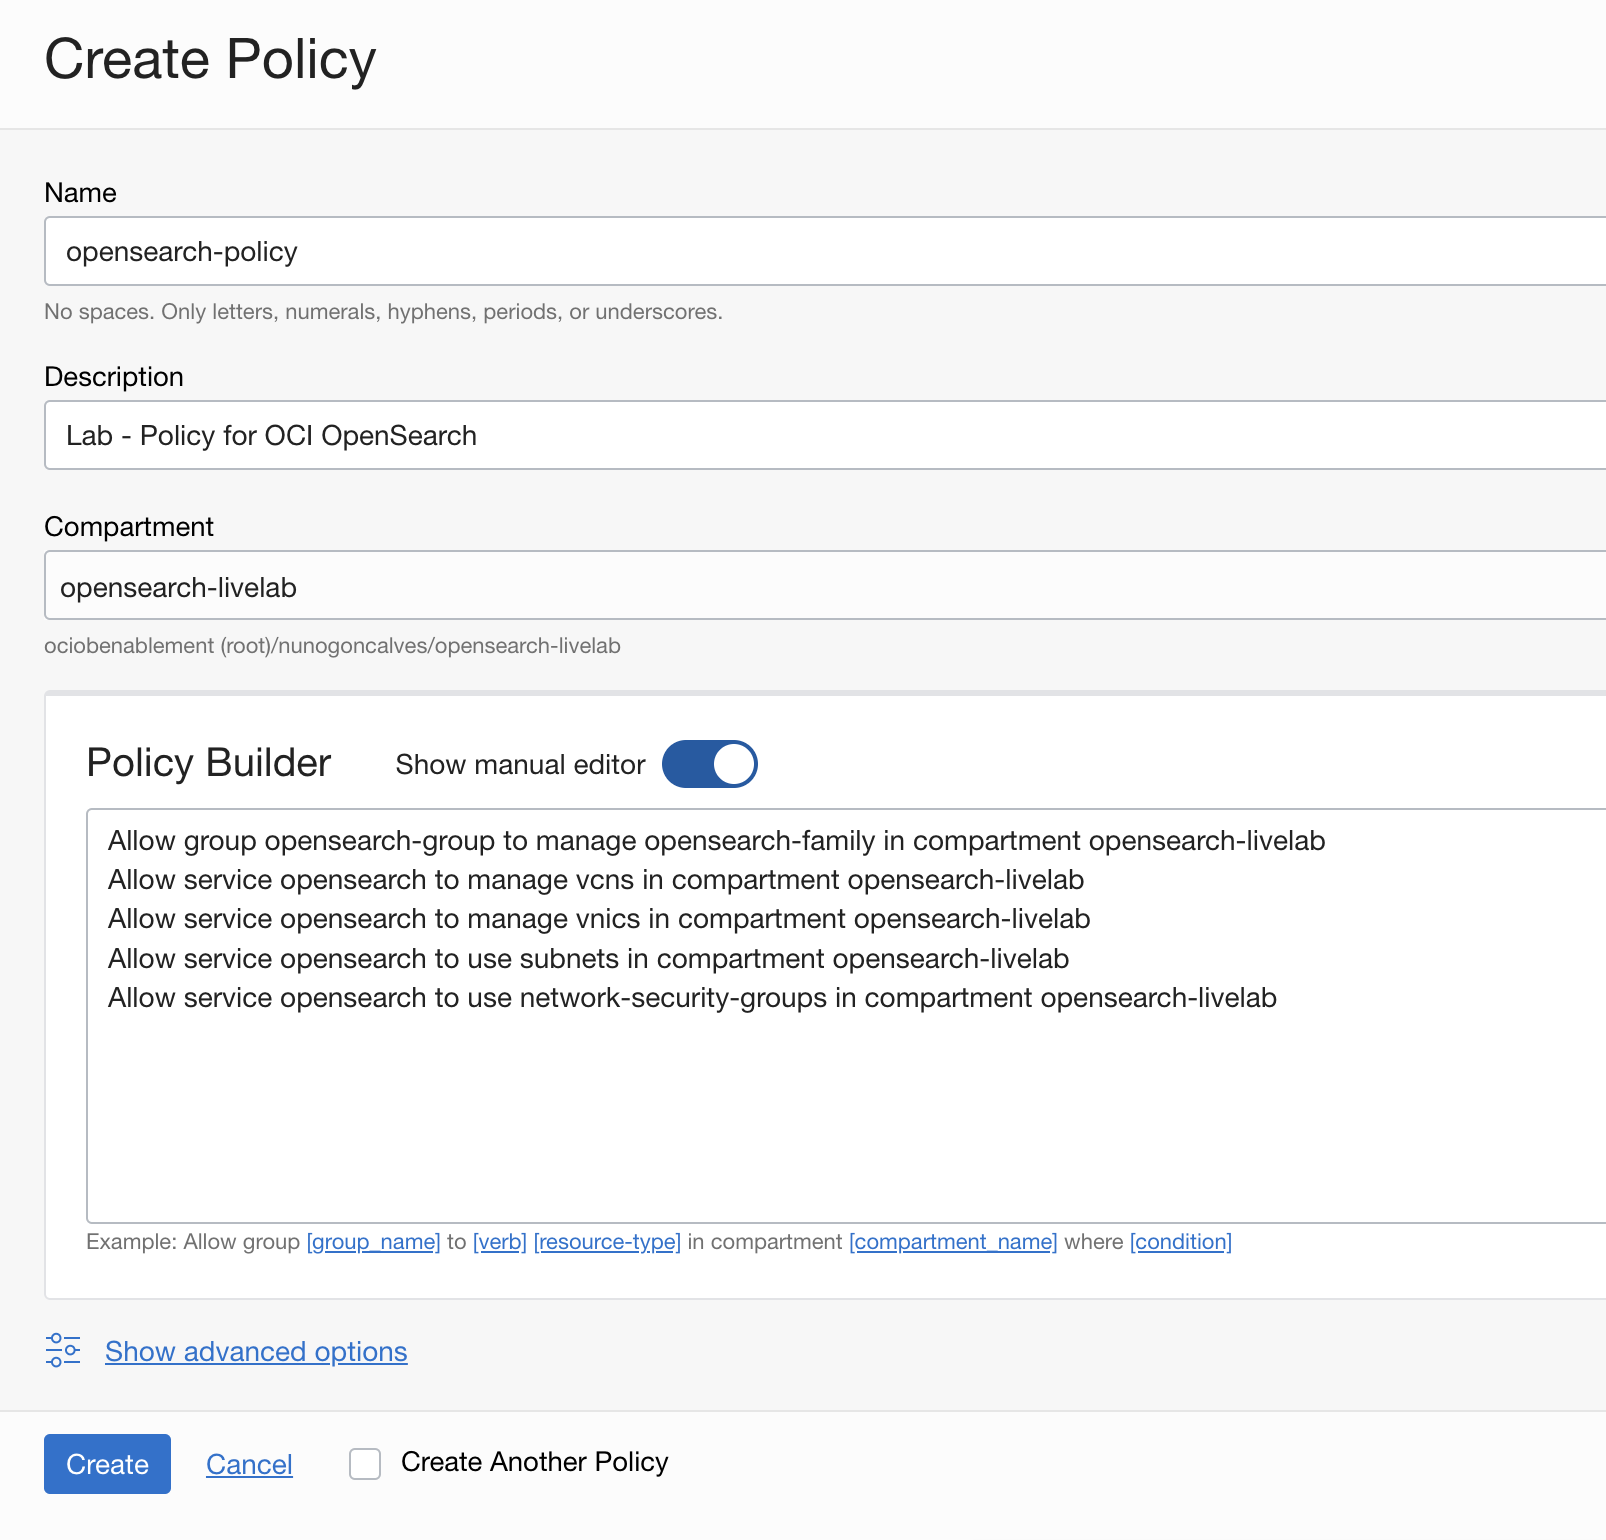 Create Policy
Name
opensearch-policy
No spaces. Only letters, numerals, hyphens, periods, or underscores.
Description
Lab - Policy for OCI OpenSearch
Compartment
opensearch-livelab
ociobenablement (root)/nunogoncalves/opensearch-livelab
Policy Builder Show manual editor
Allow group opensearch-group to manage opensearch-family in compartment opensearch-livelab
Allow service opensearch to manage vcns in compartment opensearch-livelab
Allow service opensearch to manage vnics in compartment opensearch-livelab
Allow service opensearch to use subnets in compartment opensearch-livelab
Allow service opensearch to use network-security-groups in compartment opensearch-livelab
Example: Allow group [group_name] to [verb] [resource-type] in compartment [compartment_name] where [condition]
Show advanced options
Create Cancel Create Another Policy